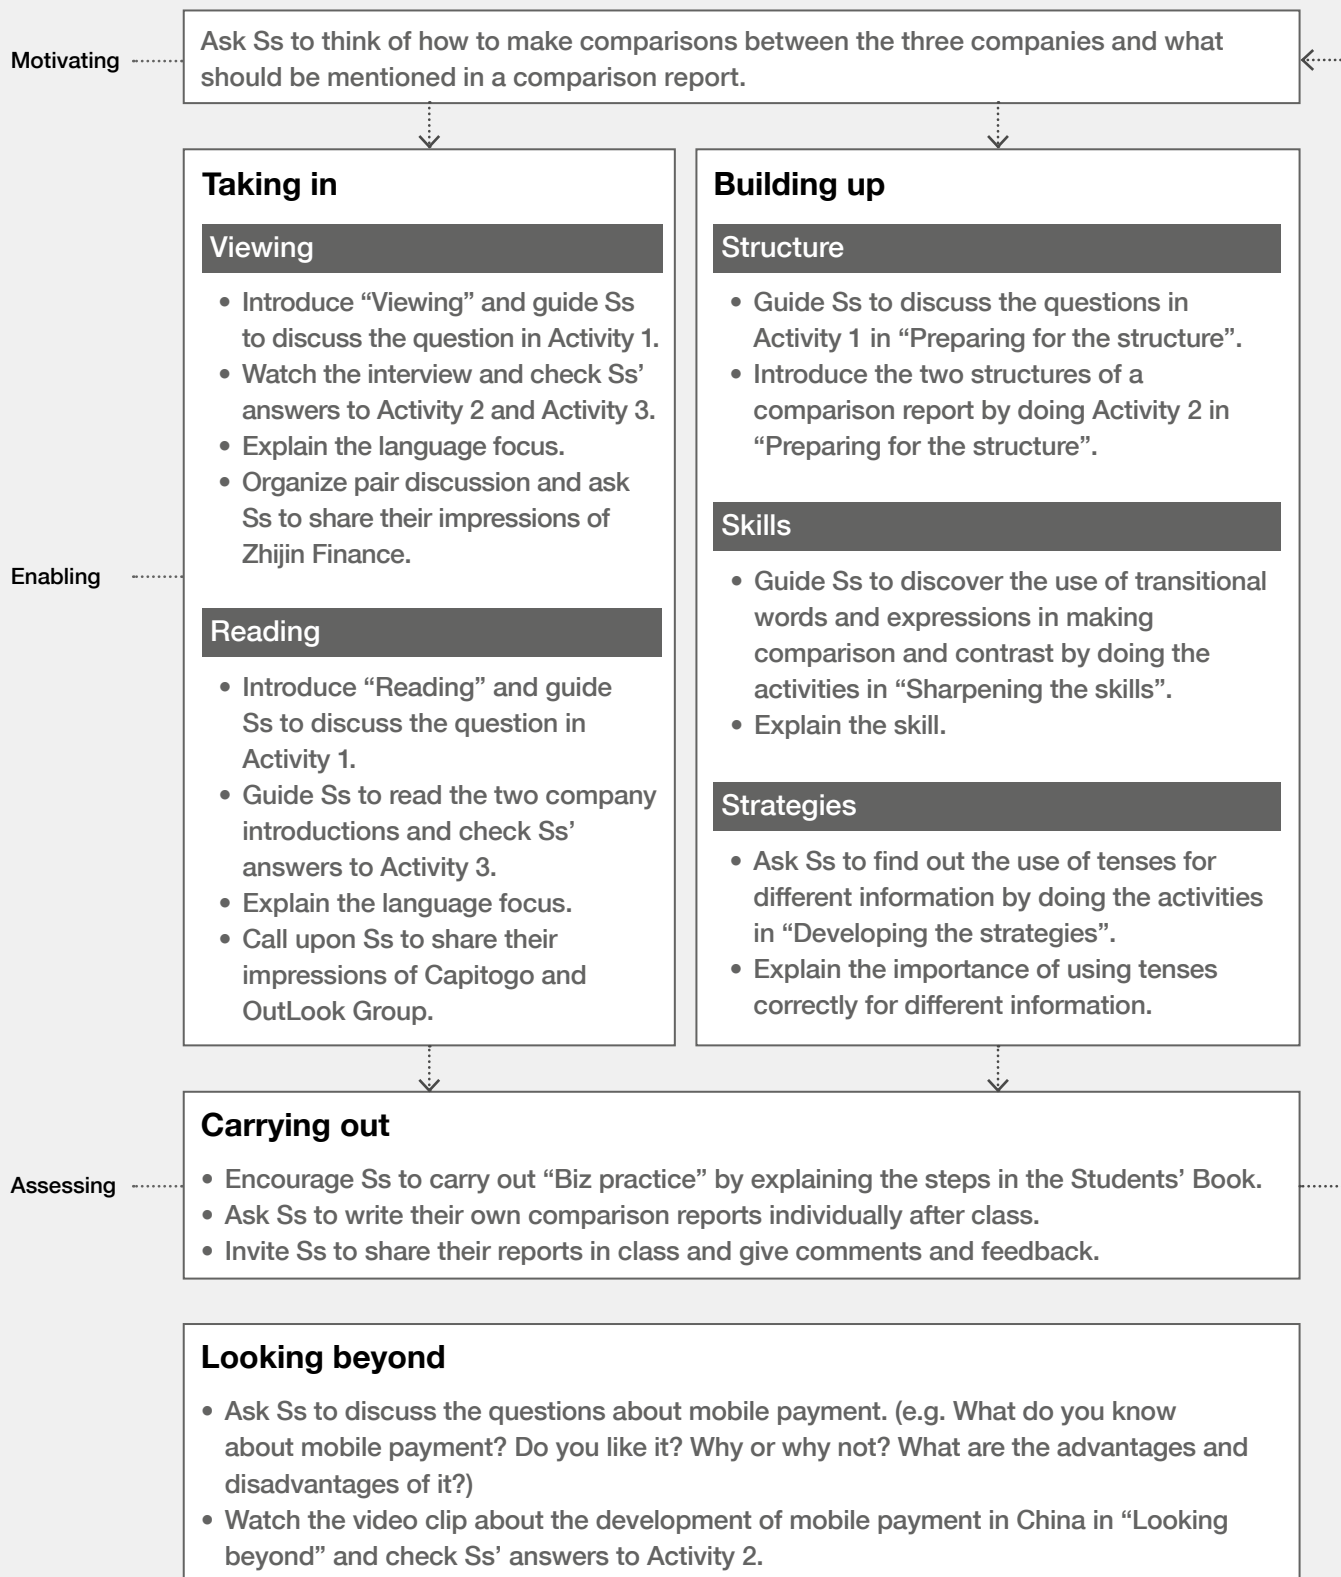 Motivating
Ask Ss to think of how to make comparisons between the three companies and what
should be mentioned in a comparison report.
Enabling
Taking in
Viewing
• Introduce “Viewing” and guide Ss
to discuss the question in Activity 1.
• Watch the interview and check Ss’
answers to Activity 2 and Activity 3.
• Explain the language focus.
• Organize pair discussion and ask
Ss to share their impressions of
Zhijin Finance.
Reading
• Introduce “Reading” and guide
Ss to discuss the question in
Activity 1.
• Guide Ss to read the two company
introductions and check Ss’
answers to Activity 3.
• Explain the language focus.
• Call upon Ss to share their
impressions of Capitogo and
OutLook Group.
Building up
Structure
• Guide Ss to discuss the questions in
Activity 1 in “Preparing for the structure”.
• Introduce the two structures of a
comparison report by doing Activity 2 in
“Preparing for the structure”.
Skills
• Guide Ss to discover the use of transitional
words and expressions in making
comparison and contrast by doing the
activities in “Sharpening the skills”.
• Explain the skill.
Strategies
• Ask Ss to find out the use of tenses for
different information by doing the activities
in “Developing the strategies”.
• Explain the importance of using tenses
correctly for different information.
Assessing
Carrying out
• Encourage Ss to carry out “Biz practice” by explaining the steps in the Students’ Book.
• Ask Ss to write their own comparison reports individually after class.
• Invite Ss to share their reports in class and give comments and feedback.
Looking beyond
• Ask Ss to discuss the questions about mobile payment. (e.g. What do you know
about mobile payment? Do you like it? Why or why not? What are the advantages and
disadvantages of it?)
• Watch the video clip about the development of mobile payment in China in “Looking
beyond” and check Ss’ answers to Activity 2.